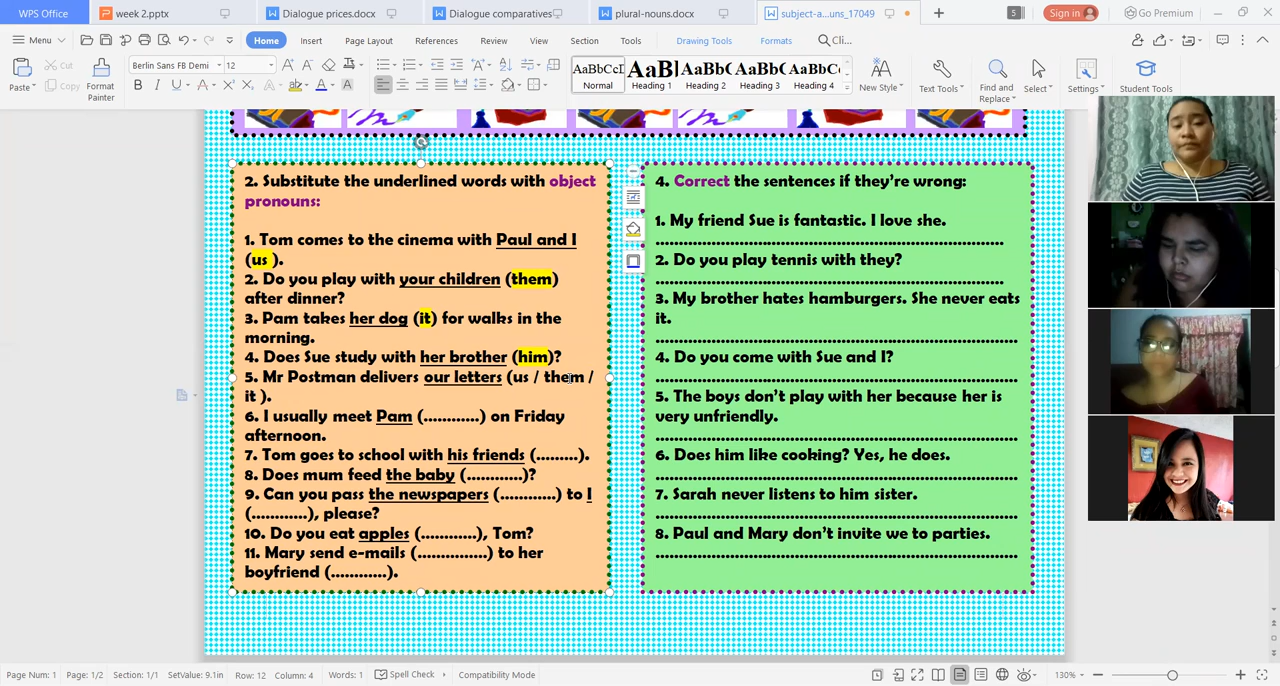 WPS Office
week 2.pptx
Dialogue prices.docx
Dialogue comparatives
plural-nouns.docx
subject-a...uns_17049
5
Sign in
Go Premium
Menu
Home
Insert
Page Layout
References
Review
View
Section
Tools
Drawing Tools
Formats
Cli...
Paste
Cut
Copy
Format Painter
Berlin Sans FB Demi
12
AaBbCcD
Normal
AaBl
Heading 1
AaBb(
Heading 2
AaBbC
Heading 3
AaBbC
Heading 4
New Style
Text Tools
Find and Replace
Select
Settings
Student Tools
2. Substitute the underlined words with object
pronouns:
1. Tom comes to the cinema with Paul and I
(us ).
2. Do you play with your children (them)
after dinner?
3. Pam takes her dog (it) for walks in the
morning.
4. Does Sue study with her brother (him)?
5. Mr Postman delivers our letters (us / them /
it ).
6. I usually meet Pam (............) on Friday
afternoon.
7. Tom goes to school with his friends (.........).
8. Does mum feed the baby (............)?
9. Can you pass the newspapers (............) to I
(............), please?
10. Do you eat apples (............), Tom?
11. Mary send e-mails (...............) to her
boyfriend (............).
4. Correct the sentences if they're wrong:
1. My friend Sue is fantastic. I love she.
..........................................................................
2. Do you play tennis with they?
..........................................................................
3. My brother hates hamburgers. She never eats
it.
..............................................................................
4. Do you come with Sue and I?
..............................................................................
5. The boys don't play with her because her is
very unfriendly.
..............................................................................
6. Does him like cooking? Yes, he does.
..............................................................................
7. Sarah never listens to him sister.
..............................................................................
8. Paul and Mary don't invite we to parties.
..............................................................................
Page Num: 1
Page: 1/2
Section: 1/1
SetValue: 9.1in
Row: 12
Column: 4
Words: 1
Spell Check
Compatibility Mode
130%